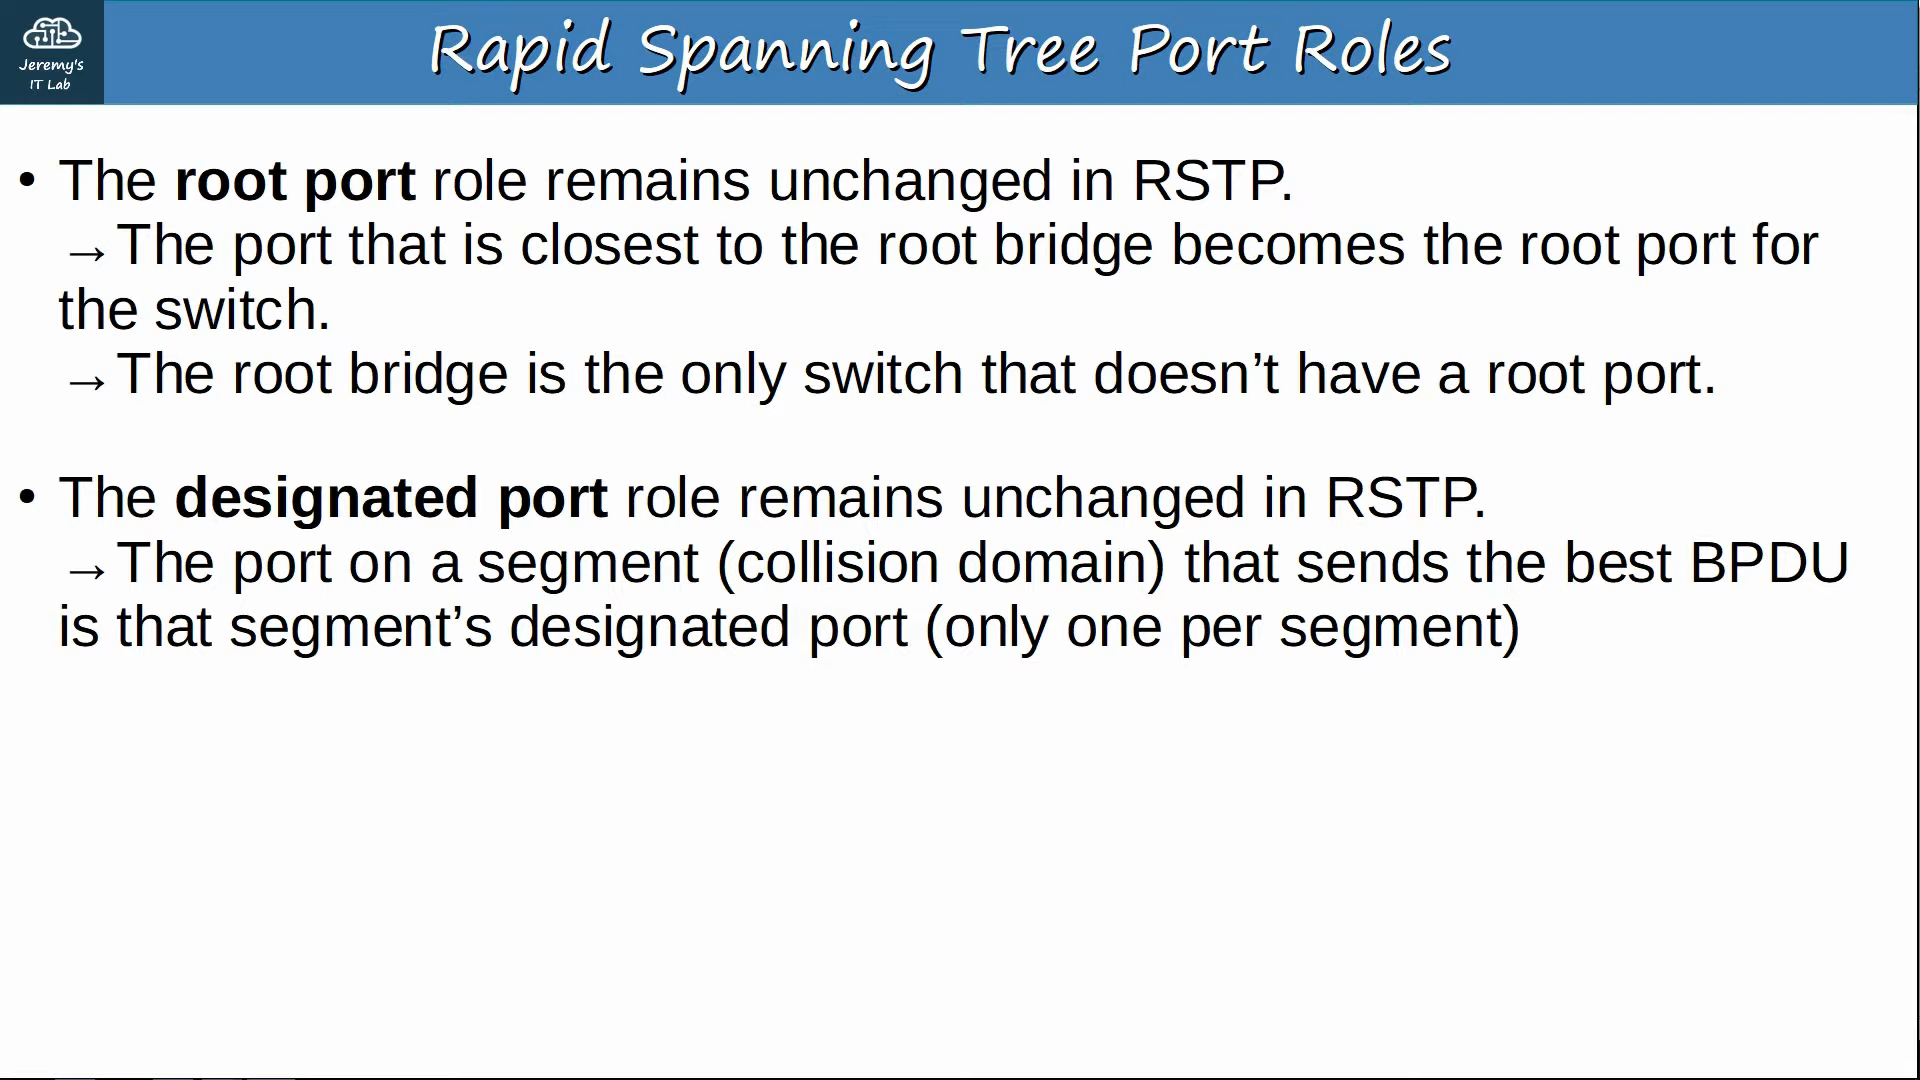 Jeremy's
IT Lab
Rapid Spanning Tree Port Roles
• The root port role remains unchanged in RSTP.
→The port that is closest to the root bridge becomes the root port for
the switch.
→The root bridge is the only switch that doesn’t have a root port.
• The designated port role remains unchanged in RSTP.
→The port on a segment (collision domain) that sends the best BPDU
is that segment’s designated port (only one per segment)